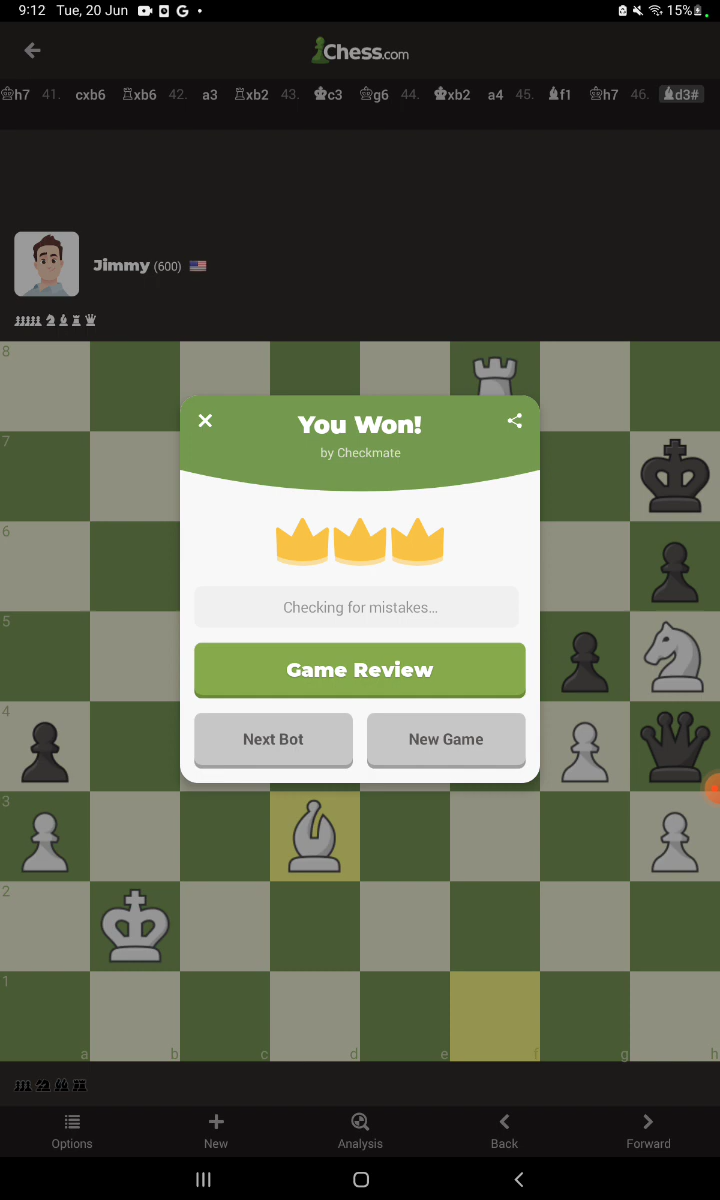 9:12 Tue, 20 Jun G • 15%
Chess.com
h7 41. cxb6 xb6 42. a3 xb2 43. c3 g6 44. xb2 a4 45. f1 h7 46. d3#
Jimmy (600)
8
You Won!
by Checkmate
7
6
Checking for mistakes...
5
Game Review
4
Next Bot New Game
3
2
1
a b c d e f g h
Options New Analysis Back Forward